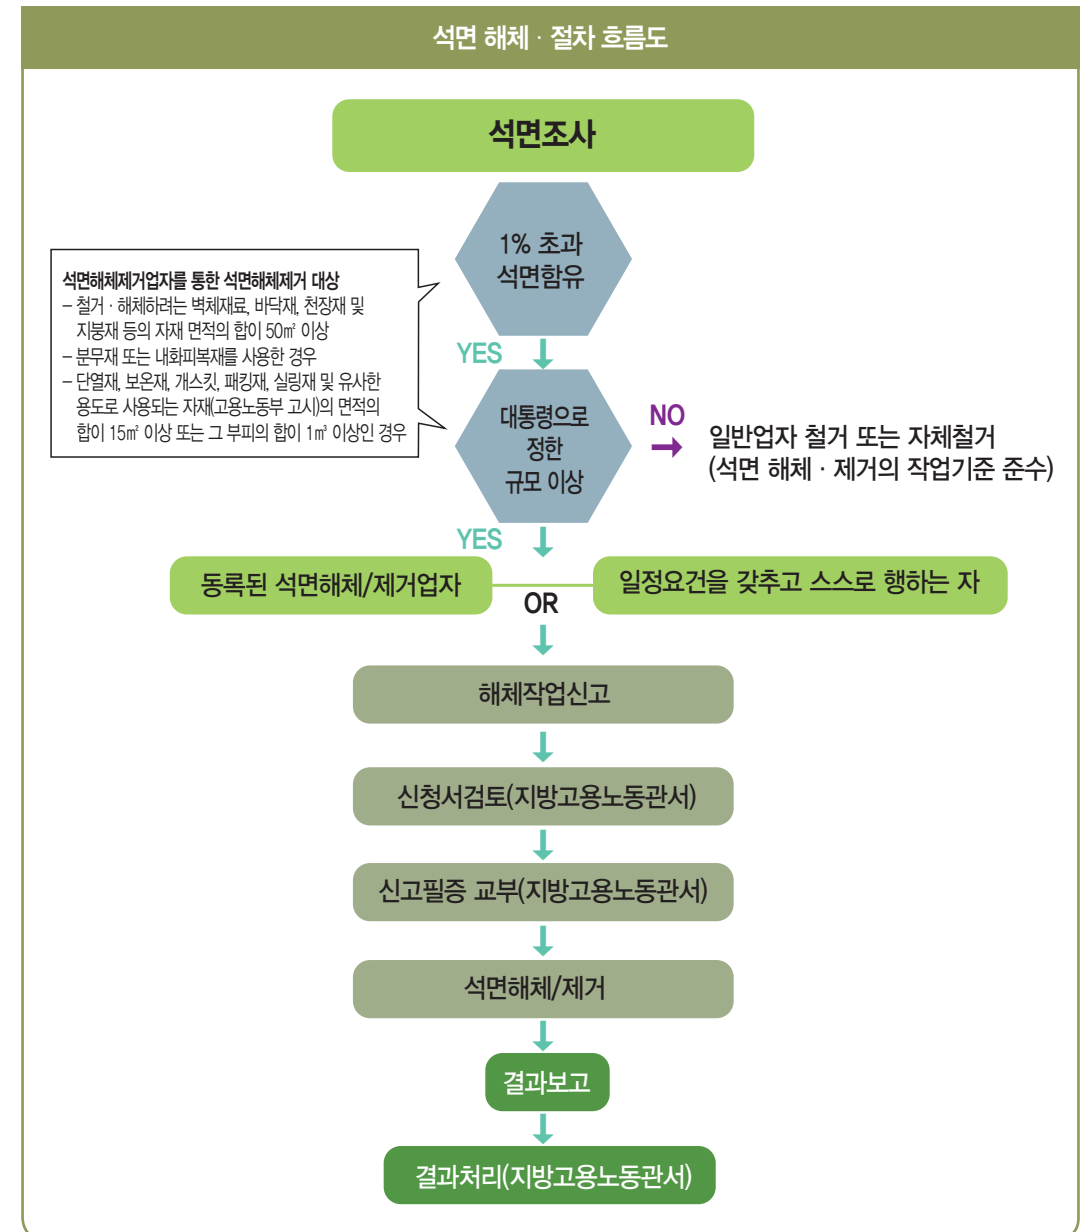 석면 해체 · 절차 흐름도
석면조사
1% 초과
석면함유
석면해체제거업자를 통한 석면해체제거 대상
– 철거 · 해체하려는 벽체재료, 바닥재, 천장재 및
지붕재 등의 자재 면적의 합이 50㎡ 이상
– 분무재 또는 내화피복재를 사용한 경우
– 단열재, 보온재, 개스킷, 패킹재, 실링재 및 유사한
용도로 사용되는 자재(고용노동부 고시)의 면적의
합이 15㎡ 이상 또는 그 부피의 합이 1㎥ 이상인 경우
YES
대통령으로
정한
규모 이상
NO
일반업자 철거 또는 자체철거
(석면 해체 · 제거의 작업기준 준수)
YES
동록된 석면해체/제거업자
OR
일정요건을 갖추고 스스로 행하는 자
해체작업신고
신청서검토(지방고용노동관서)
신고필증 교부(지방고용노동관서)
석면해체/제거
결과보고
결과처리(지방고용노동관서)